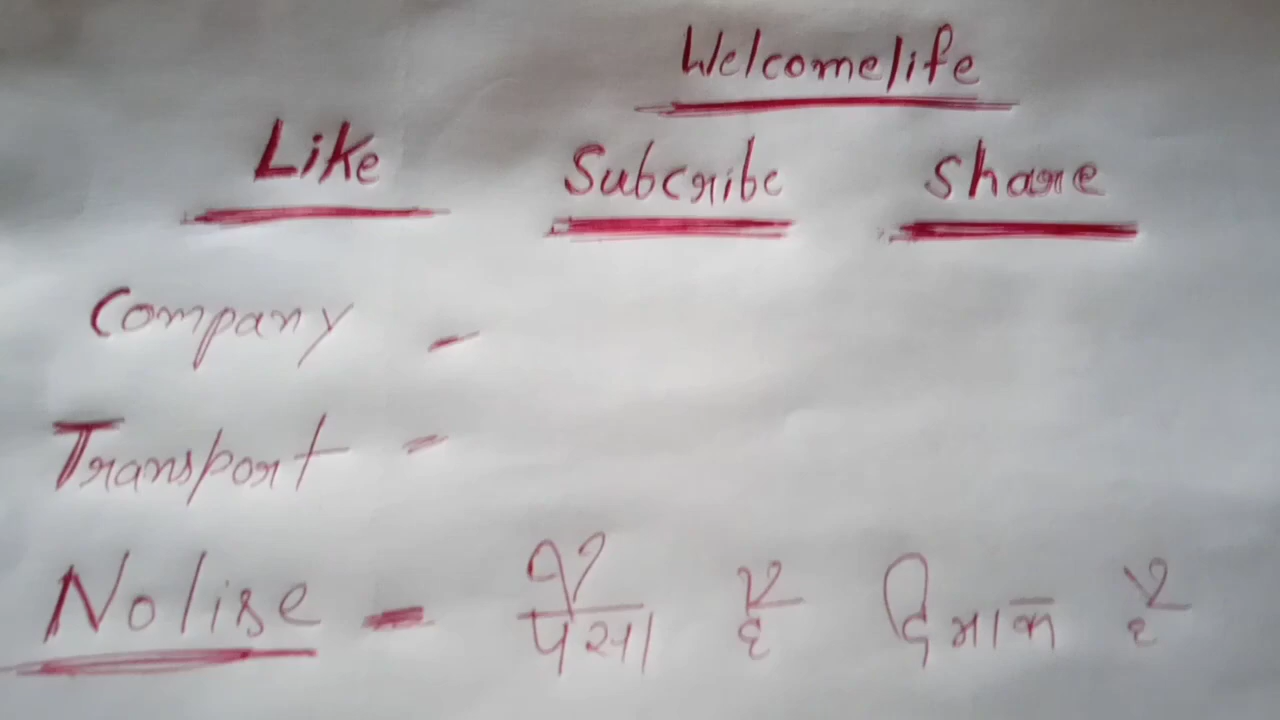 Welcomelife
Like Subcribe Share
Company -
Transport -
Nolise - पैसा है दिमाक है